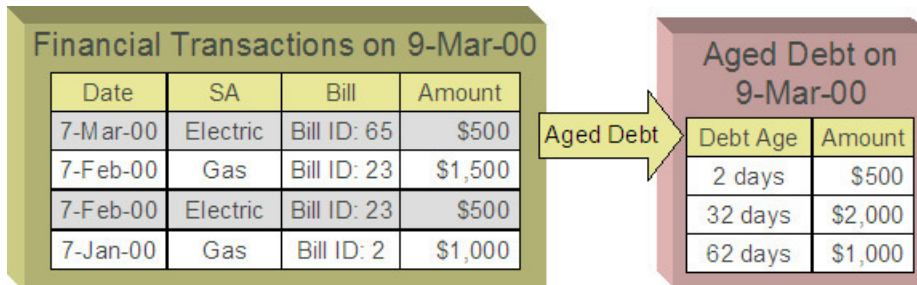 Financial Transactions on 9-Mar-00
Date SA Bill Amount
7-Mar-00 Electric Bill ID: 65 $500
7-Feb-00 Gas Bill ID: 23 $1,500
7-Feb-00 Electric Bill ID: 23 $500
7-Jan-00 Gas Bill ID: 2 $1,000
Aged Debt
Aged Debt on
9-Mar-00
Debt Age Amount
2 days $500
32 days $2,000
62 days $1,000